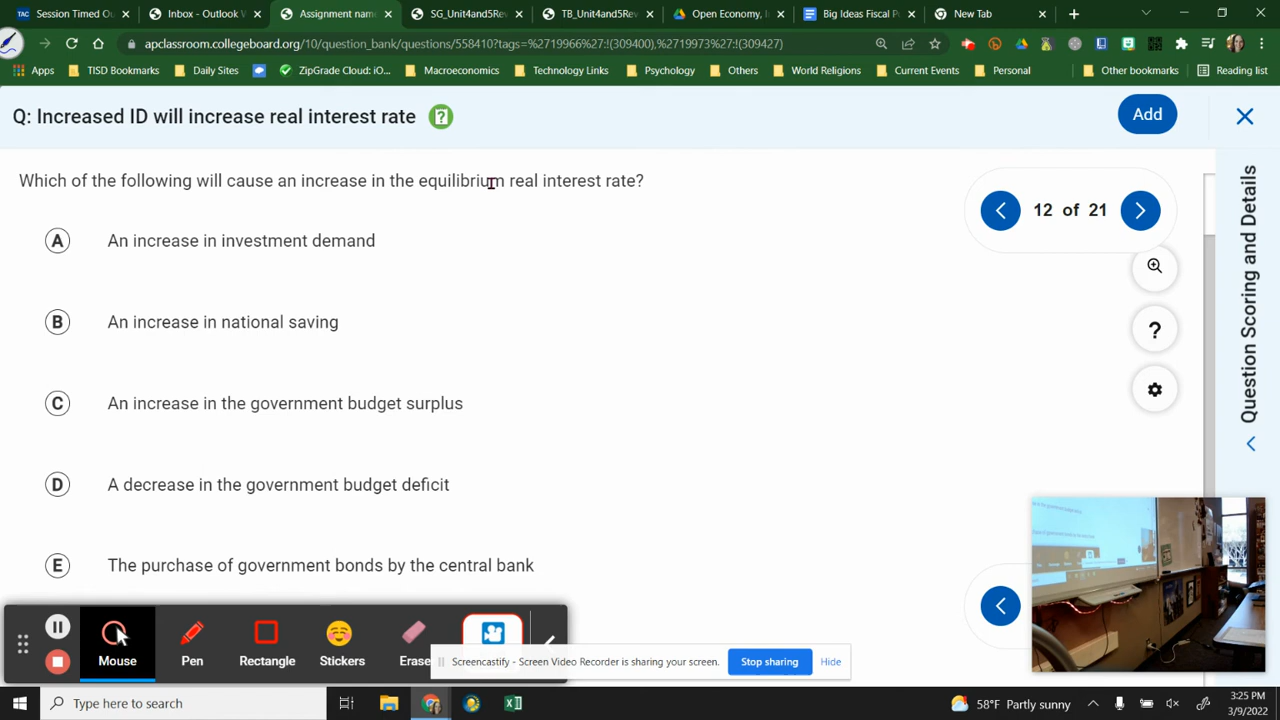 Session Timed Ou
Inbox - Outlook W
Assignment name
SG_Unit4and5Rev
TB_Unit4and5Rev
Open Economy, I
Big Ideas Fiscal P
New Tab
apclassroom.collegeboard.org/10/question_bank/questions/558410?tags=%2719966%27:!(309400),%2719973%27:!(309427)
Apps
TISD Bookmarks
Daily Sites
ZipGrade Cloud: iO...
Macroeconomics
Technology Links
Psychology
Others
World Religions
Current Events
Personal
Other bookmarks
Reading list
Q: Increased ID will increase real interest rate
Add
Which of the following will cause an increase in the equilibrium real interest rate?
12 of 21
A An increase in investment demand
B An increase in national saving
C An increase in the government budget surplus
D A decrease in the government budget deficit
E The purchase of government bonds by the central bank
Question Scoring and Details
Mouse
Pen
Rectangle
Stickers
Erase
Screencastify - Screen Video Recorder is sharing your screen.
Stop sharing
Hide
Type here to search
58°F Partly sunny
3:25 PM
3/9/2022